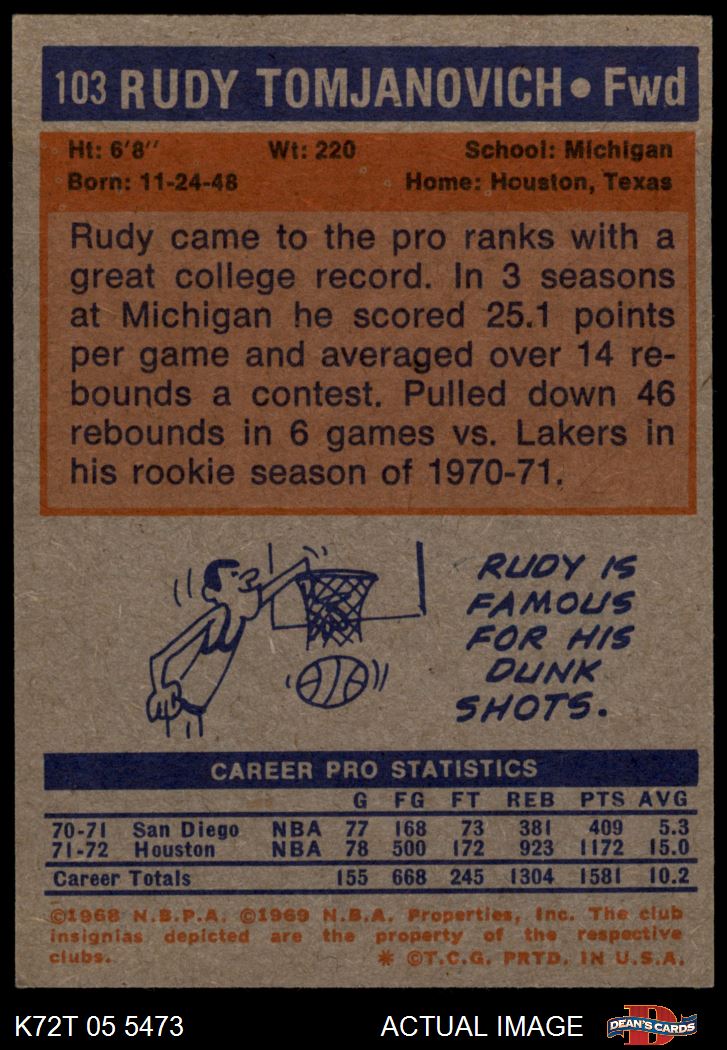 103 RUDY TOMJANOVICH • Fwd
Ht: 6'8'' Wt: 220 School: Michigan
Born: 11-24-48 Home: Houston, Texas
Rudy came to the pro ranks with a
great college record. In 3 seasons
at Michigan he scored 25.1 points
per game and averaged over 14 re-
bounds a contest. Pulled down 46
rebounds in 6 games vs. Lakers in
his rookie season of 1970-71.
RUDY IS
FAMOUS
FOR HIS
DUNK
SHOTS.
CAREER PRO STATISTICS
G FG FT REB PTS AVG
70-71 San Diego NBA 77 168 73 381 409 5.3
71-72 Houston NBA 78 500 172 923 1172 15.0
Career Totals 155 668 245 1304 1581 10.2
©1968 N.B.P.A. ©1969 N.B.A. Properties, Inc. The club
insignias depicted are the property of the respective
clubs. * ©T.C.G. PRTD. IN U.S.A.
K72T 05 5473 ACTUAL IMAGE DEAN'S CARDS